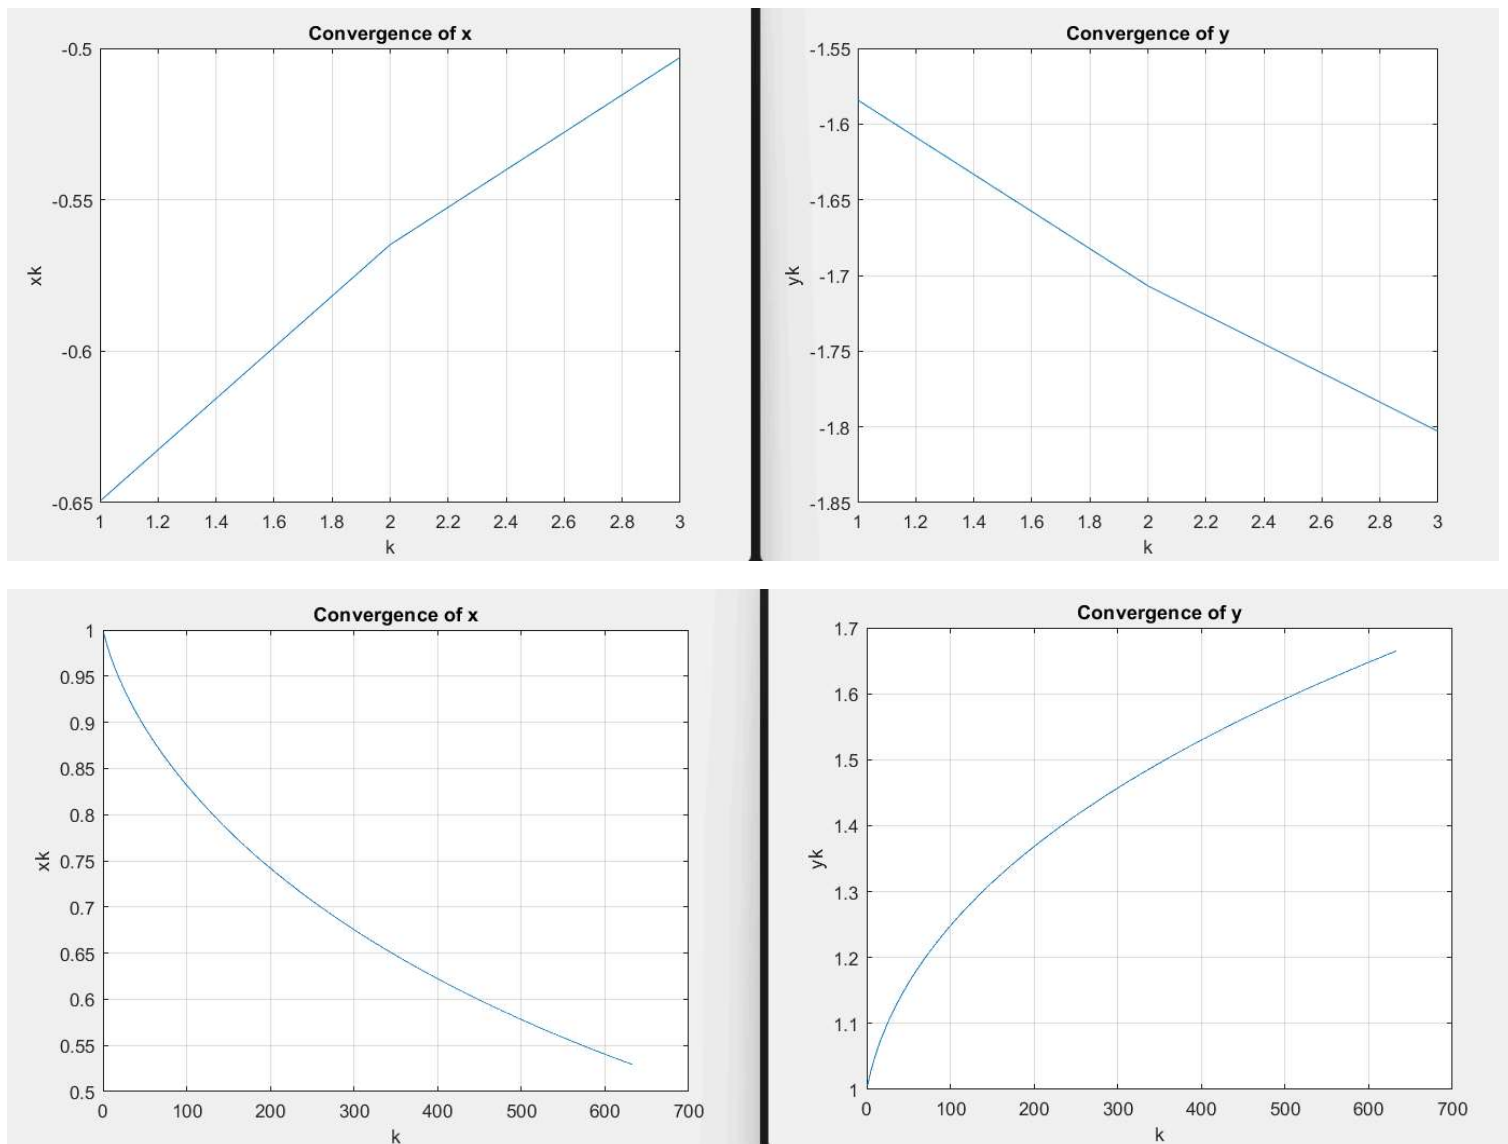 Convergence of x
-0.5
-0.55
-0.6
-0.65
xk
1 1.2 1.4 1.6 1.8 2 2.2 2.4 2.6 2.8 3
k
Convergence of y
-1.55
-1.6
-1.65
-1.7
-1.75
-1.8
-1.85
yk
1 1.2 1.4 1.6 1.8 2 2.2 2.4 2.6 2.8 3
k
Convergence of x
1
0.95
0.9
0.85
0.8
0.75
0.7
0.65
0.6
0.55
0.5
xk
0 100 200 300 400 500 600 700
k
Convergence of y
1.7
1.6
1.5
1.4
1.3
1.2
1.1
1
yk
0 100 200 300 400 500 600 700
k